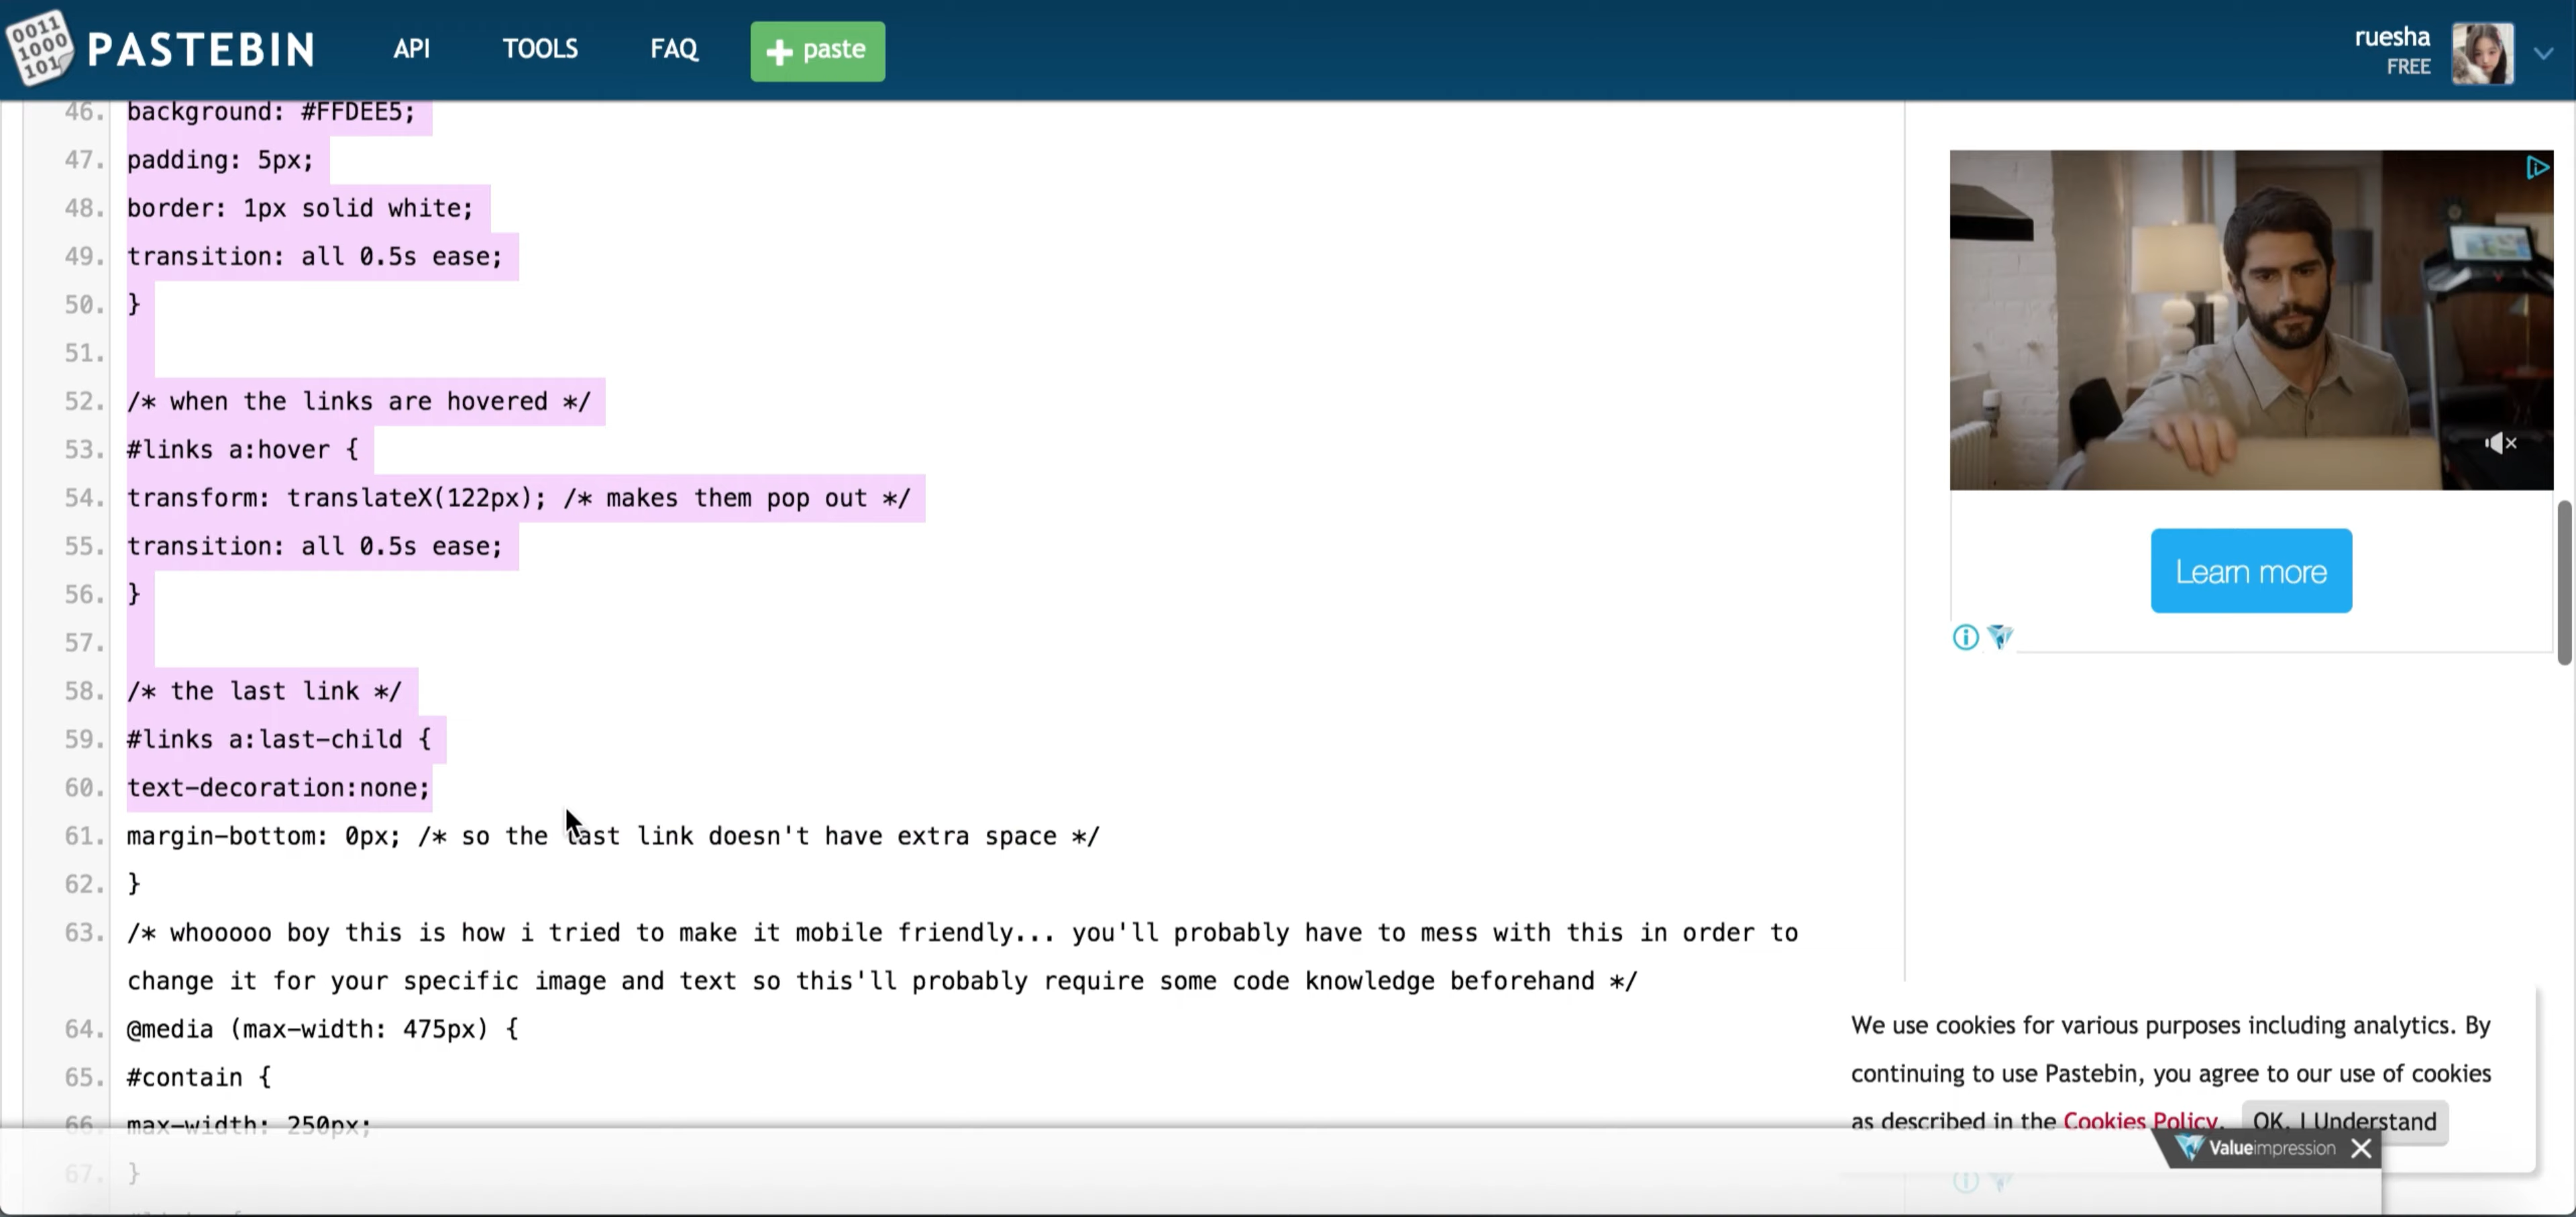 0011
1000
101
PASTEBIN API TOOLS FAQ + paste ruesha
FREE
46. background: #FFDEE5;
47. padding: 5px;
48. border: 1px solid white;
49. transition: all 0.5s ease;
50. }
51.
52. /* when the links are hovered */
53. #links a:hover {
54. transform: translateX(122px); /* makes them pop out */
55. transition: all 0.5s ease;
56. }
57.
58. /* the last link */
59. #links a:last-child {
60. text-decoration:none;
61. margin-bottom: 0px; /* so the last link doesn't have extra space */
62. }
63. /* whooooo boy this is how i tried to make it mobile friendly... you'll probably have to mess with this in order to
change it for your specific image and text so this'll probably require some code knowledge beforehand */
64. @media (max-width: 475px) {
65. #contain {
66. max-width: 250px;
67. }
Learn more
We use cookies for various purposes including analytics. By
continuing to use Pastebin, you agree to our use of cookies
as described in the Cookies Policy. OK, I Understand
Valueimpression